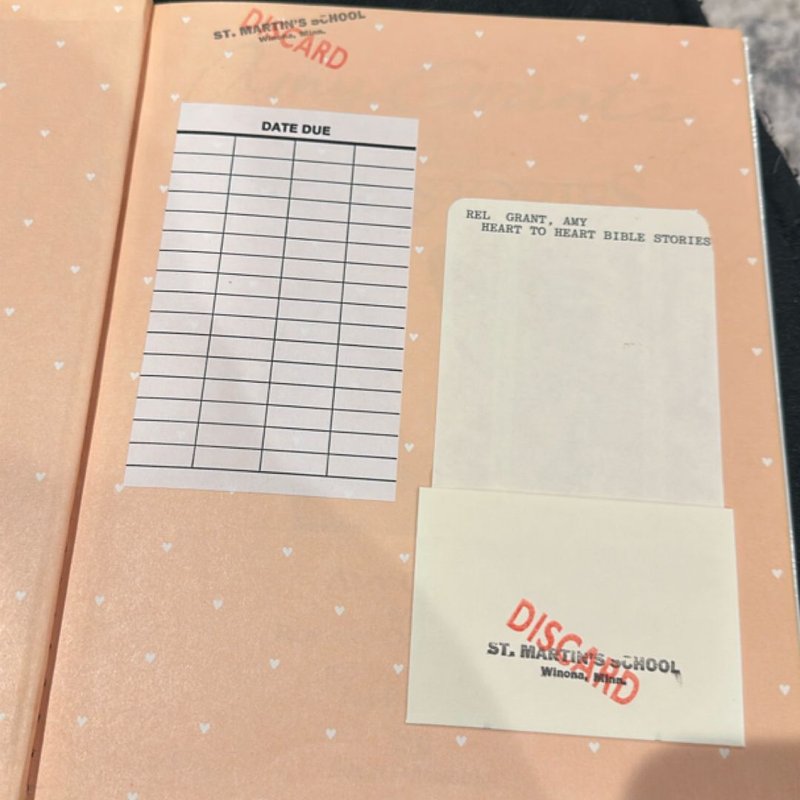 ST. MARTIN'S SCHOOL
Winona, Minn.
DISCARD
DATE DUE
REL GRANT, AMY
HEART TO HEART BIBLE STORIES
DISCARD
ST. MARTIN'S SCHOOL
Winona, Minn.